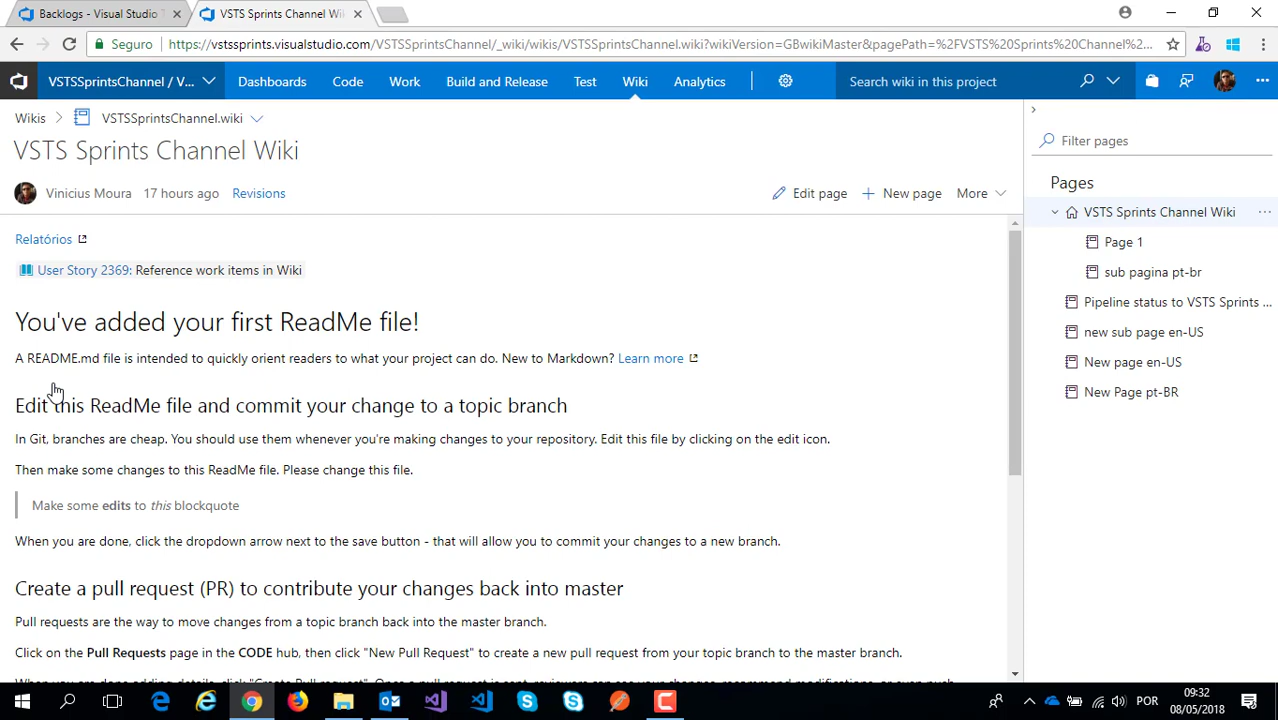 Backlogs - Visual Studio T
VSTS Sprints Channel Wi
Seguro
https://vstssprints.visualstudio.com/VSTSSprintsChannel/_wiki/wikis/VSTSSprintsChannel.wiki?wikiVersion=GBwikiMaster&pagePath=%2FVSTS%20Sprints%20Channel%2...
VSTSSprintsChannel / V...
Dashboards
Code
Work
Build and Release
Test
Wiki
Analytics
Search wiki in this project
Wikis
VSTSSprintsChannel.wiki
VSTS Sprints Channel Wiki
Vinicius Moura
17 hours ago
Revisions
Edit page
New page
More
Relatórios
User Story 2369: Reference work items in Wiki
You've added your first ReadMe file!
A README.md file is intended to quickly orient readers to what your project can do. New to Markdown? Learn more
Edit this ReadMe file and commit your change to a topic branch
In Git, branches are cheap. You should use them whenever you're making changes to your repository. Edit this file by clicking on the edit icon.
Then make some changes to this ReadMe file. Please change this file.
Make some edits to this blockquote
When you are done, click the dropdown arrow next to the save button - that will allow you to commit your changes to a new branch.
Create a pull request (PR) to contribute your changes back into master
Pull requests are the way to move changes from a topic branch back into the master branch.
Click on the Pull Requests page in the CODE hub, then click "New Pull Request" to create a new pull request from your topic branch to the master branch.
Filter pages
Pages
VSTS Sprints Channel Wiki
Page 1
sub pagina pt-br
Pipeline status to VSTS Sprints ...
new sub page en-US
New page en-US
New Page pt-BR
POR
09:32
08/05/2018